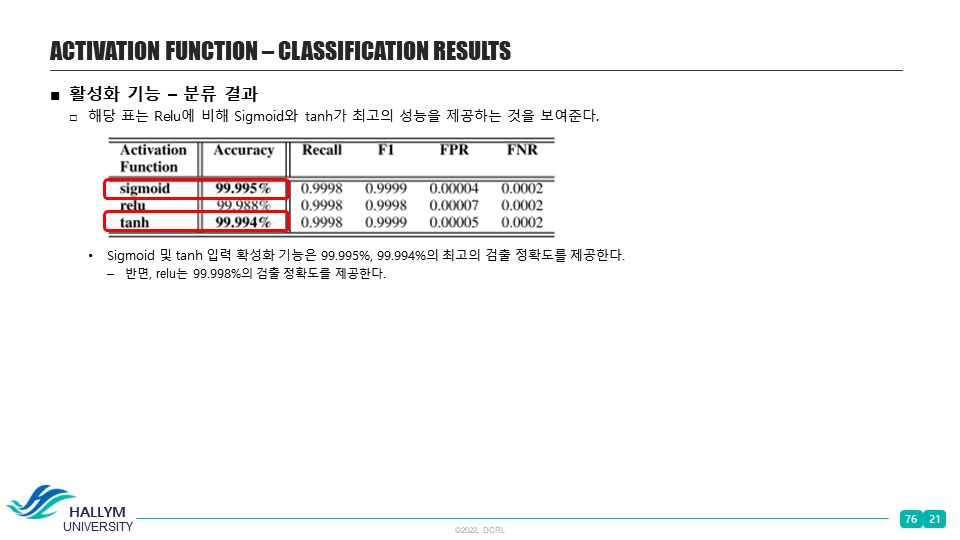 ACTIVATION FUNCTION – CLASSIFICATION RESULTS
■ 활성화 기능 – 분류 결과
□ 해당 표는 Relu에 비해 Sigmoid와 tanh가 최고의 성능을 제공하는 것을 보여준다.
Activation Function Accuracy Recall F1 FPR FNR
sigmoid 99.995% 0.9998 0.9999 0.00004 0.0002
relu 99.988% 0.9998 0.9998 0.00007 0.0002
tanh 99.994% 0.9998 0.9999 0.00005 0.0002
• Sigmoid 및 tanh 입력 확성화 기능은 99.995%, 99.994%의 최고의 검출 정확도를 제공한다.
– 반면, relu는 99.998%의 검출 정확도를 제공한다.
HALLYM
UNIVERSITY
©2022, DCRL
76 21